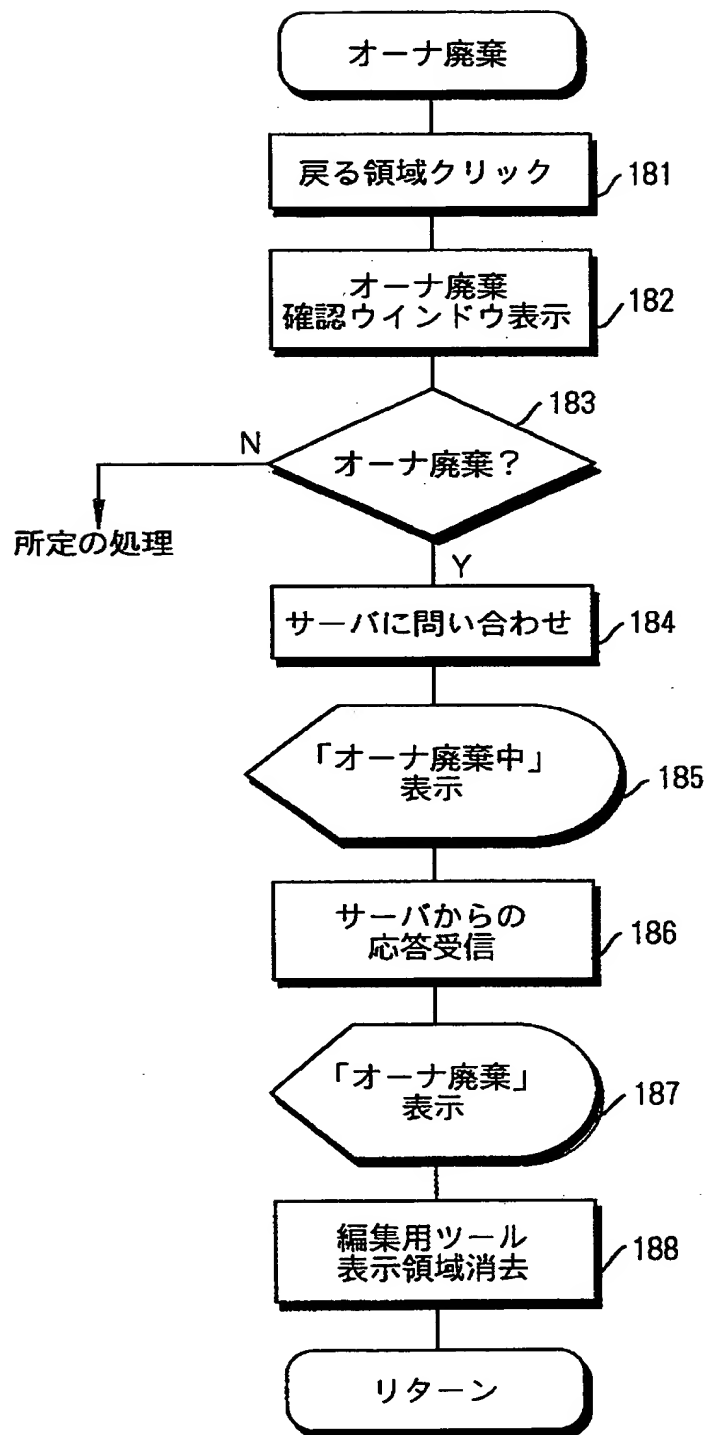 オーナ廃棄
戻る領域クリック
181
オーナ廃棄
確認ウインドウ表示
182
183
N
オーナ廃棄？
所定の処理
Y
サーバに問い合わせ
184
「オーナ廃棄中」
表示
185
サーバからの
応答受信
186
「オーナ廃棄」
表示
187
編集用ツール
表示領域消去
188
リターン